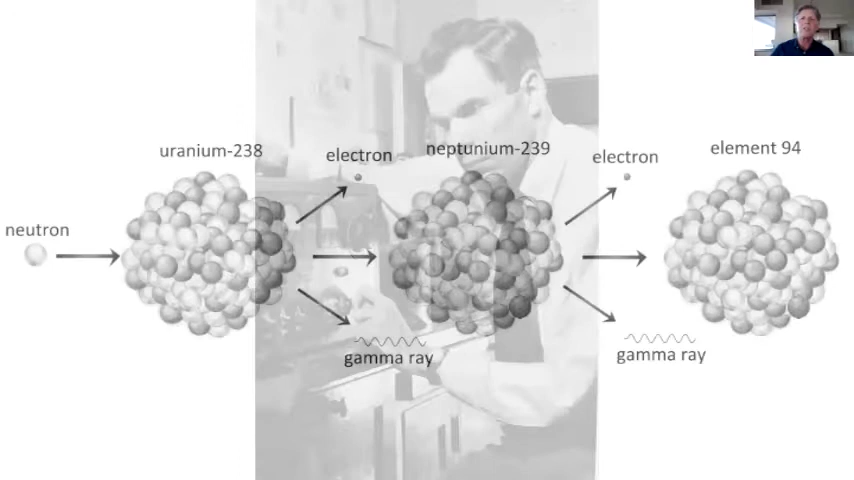 uranium-238
electron
neptunium-239
electron
element 94
neutron
gamma ray
gamma ray